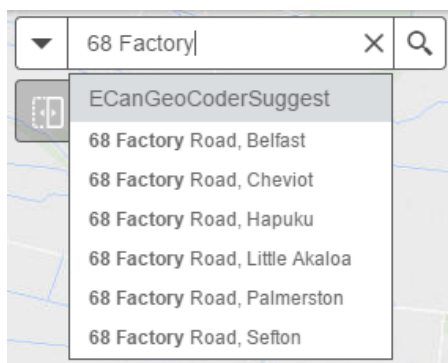 68 Factory
ECanGeoCoderSuggest
68 Factory Road, Belfast
68 Factory Road, Cheviot
68 Factory Road, Hapuku
68 Factory Road, Little Akaloa
68 Factory Road, Palmerston
68 Factory Road, Sefton